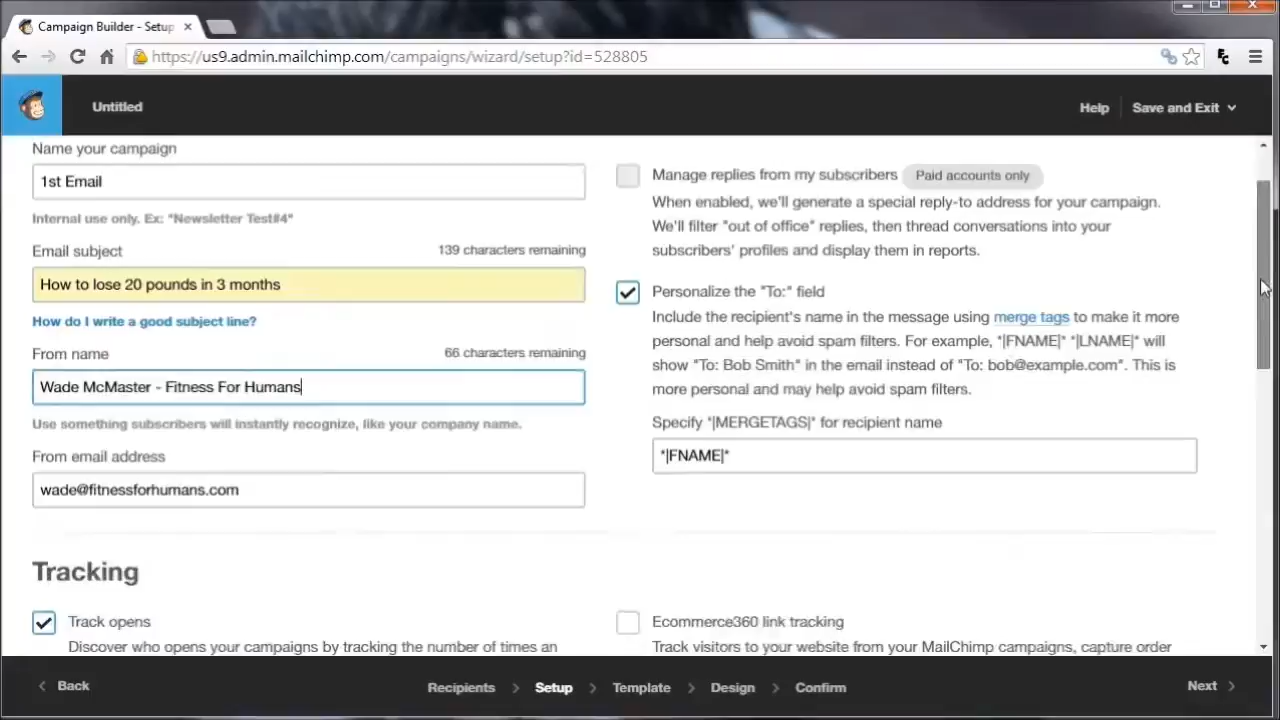 Campaign Builder - Setup
https://us9.admin.mailchimp.com/campaigns/wizard/setup?id=528805
Untitled
Help
Save and Exit
Name your campaign
1st Email
Internal use only. Ex: "Newsletter Test#4"
Email subject
139 characters remaining
How to lose 20 pounds in 3 months
How do I write a good subject line?
From name
66 characters remaining
Wade McMaster - Fitness For Humans
Use something subscribers will instantly recognize, like your company name.
From email address
wade@fitnessforhumans.com
Manage replies from my subscribers
Paid accounts only
When enabled, we'll generate a special reply-to address for your campaign.
We'll filter "out of office" replies, then thread conversations into your
subscribers' profiles and display them in reports.
Personalize the "To:" field
Include the recipient's name in the message using merge tags to make it more
personal and help avoid spam filters. For example, *|FNAME|* *|LNAME|* will
show "To: Bob Smith" in the email instead of "To: bob@example.com". This is
more personal and may help avoid spam filters.
Specify *|MERGETAGS|* for recipient name
*|FNAME|*
Tracking
Track opens
Discover who opens your campaigns by tracking the number of times an
Ecommerce360 link tracking
Track visitors to your website from your MailChimp campaigns, capture order
Back
Recipients
Setup
Template
Design
Confirm
Next